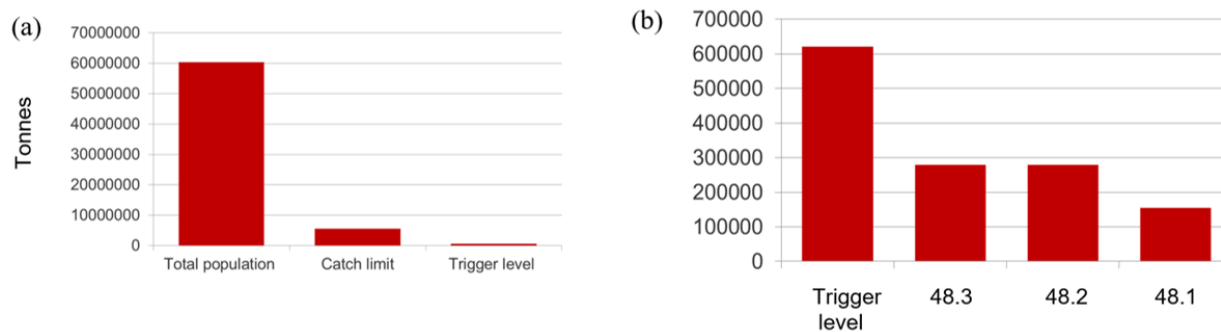 (a)
Tonnes
70000000
60000000
50000000
40000000
30000000
20000000
10000000
0
Total population
Catch limit
Trigger level
(b)
700000
600000
500000
400000
300000
200000
100000
0
Trigger
level
48.3
48.2
48.1